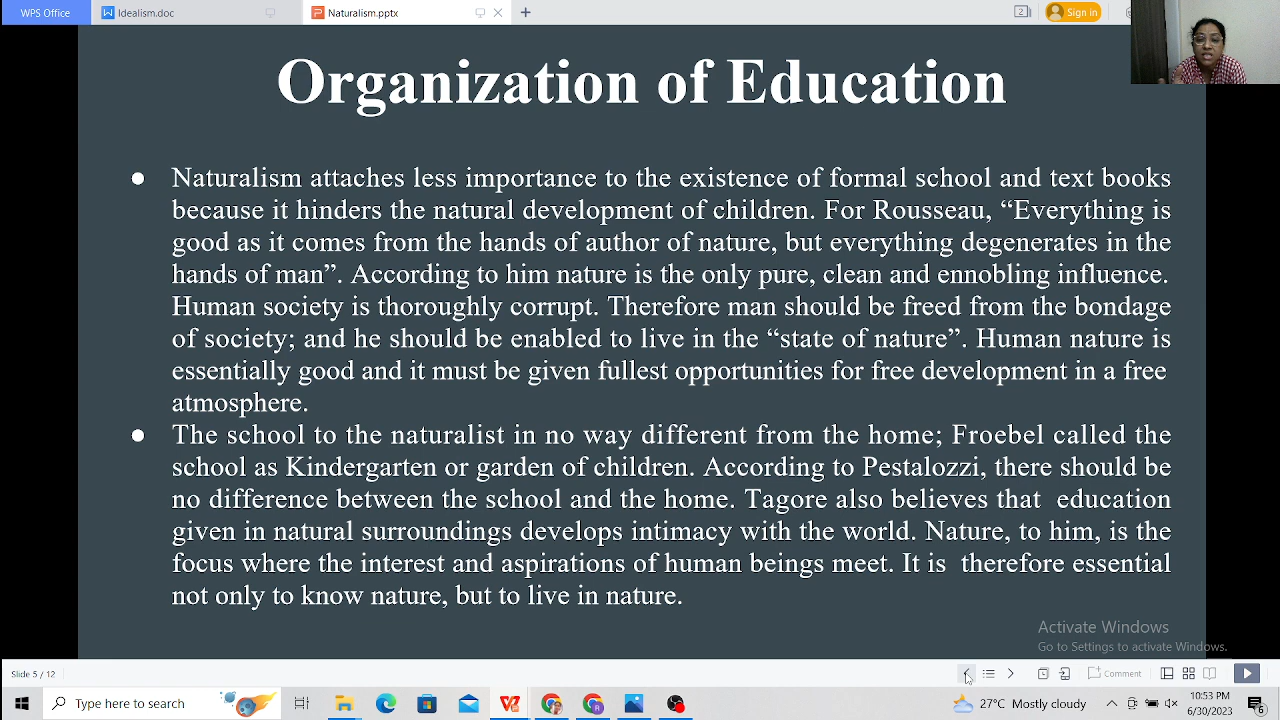 WPS Office
Idealism.doc
Naturalism.pptx
2
Sign in
Organization of Education
Naturalism attaches less importance to the existence of formal school and text books
because it hinders the natural development of children. For Rousseau, “Everything is
good as it comes from the hands of author of nature, but everything degenerates in the
hands of man”. According to him nature is the only pure, clean and ennobling influence.
Human society is thoroughly corrupt. Therefore man should be freed from the bondage
of society; and he should be enabled to live in the “state of nature”. Human nature is
essentially good and it must be given fullest opportunities for free development in a free
atmosphere.
The school to the naturalist in no way different from the home; Froebel called the
school as Kindergarten or garden of children. According to Pestalozzi, there should be
no difference between the school and the home. Tagore also believes that education
given in natural surroundings develops intimacy with the world. Nature, to him, is the
focus where the interest and aspirations of human beings meet. It is therefore essential
not only to know nature, but to live in nature.
Activate Windows
Go to Settings to activate Windows.
Slide 5 / 12
Comment
Type here to search
27°C Mostly cloudy
10:53 PM
6/30/2023
6